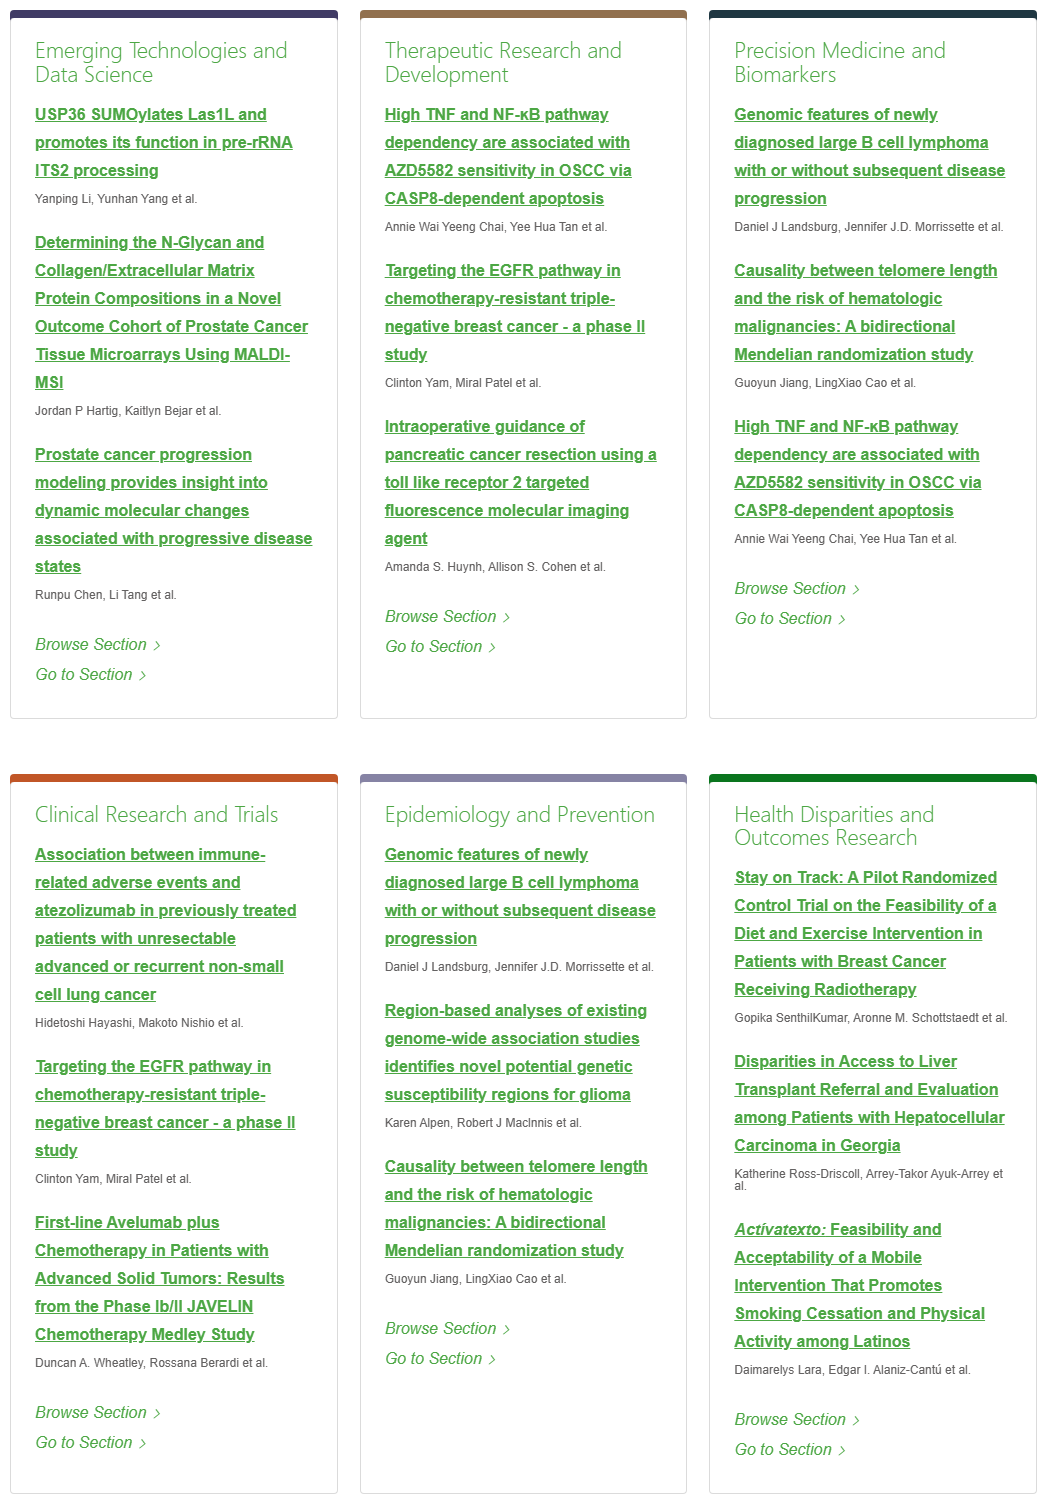 Emerging Technologies and
Data Science
USP36 SUMOylates Las1L and
promotes its function in pre-rRNA
ITS2 processing
Yanping Li, Yunhan Yang et al.
Determining the N-Glycan and
Collagen/Extracellular Matrix
Protein Compositions in a Novel
Outcome Cohort of Prostate Cancer
Tissue Microarrays Using MALDI-
MSI
Jordan P Hartig, Kaitlyn Bejar et al.
Prostate cancer progression
modeling provides insight into
dynamic molecular changes
associated with progressive disease
states
Runpu Chen, Li Tang et al.
Browse Section
Go to Section
Therapeutic Research and
Development
High TNF and NF-κB pathway
dependency are associated with
AZD5582 sensitivity in OSCC via
CASP8-dependent apoptosis
Annie Wai Yeeng Chai, Yee Hua Tan et al.
Targeting the EGFR pathway in
chemotherapy-resistant triple-
negative breast cancer - a phase II
study
Clinton Yam, Miral Patel et al.
Intraoperative guidance of
pancreatic cancer resection using a
toll like receptor 2 targeted
fluorescence molecular imaging
agent
Amanda S. Huynh, Allison S. Cohen et al.
Browse Section
Go to Section
Precision Medicine and
Biomarkers
Genomic features of newly
diagnosed large B cell lymphoma
with or without subsequent disease
progression
Daniel J Landsburg, Jennifer J.D. Morrissette et al.
Causality between telomere length
and the risk of hematologic
malignancies: A bidirectional
Mendelian randomization study
Guoyun Jiang, LingXiao Cao et al.
High TNF and NF-κB pathway
dependency are associated with
AZD5582 sensitivity in OSCC via
CASP8-dependent apoptosis
Annie Wai Yeeng Chai, Yee Hua Tan et al.
Browse Section
Go to Section
Clinical Research and Trials
Association between immune-
related adverse events and
atezolizumab in previously treated
patients with unresectable
advanced or recurrent non-small
cell lung cancer
Hidetoshi Hayashi, Makoto Nishio et al.
Targeting the EGFR pathway in
chemotherapy-resistant triple-
negative breast cancer - a phase II
study
Clinton Yam, Miral Patel et al.
First-line Avelumab plus
Chemotherapy in Patients with
Advanced Solid Tumors: Results
from the Phase Ib/II JAVELIN
Chemotherapy Medley Study
Duncan A. Wheatley, Rossana Berardi et al.
Browse Section
Go to Section
Epidemiology and Prevention
Genomic features of newly
diagnosed large B cell lymphoma
with or without subsequent disease
progression
Daniel J Landsburg, Jennifer J.D. Morrissette et al.
Region-based analyses of existing
genome-wide association studies
identifies novel potential genetic
susceptibility regions for glioma
Karen Alpen, Robert J MacInnis et al.
Causality between telomere length
and the risk of hematologic
malignancies: A bidirectional
Mendelian randomization study
Guoyun Jiang, LingXiao Cao et al.
Browse Section
Go to Section
Health Disparities and
Outcomes Research
Stay on Track: A Pilot Randomized
Control Trial on the Feasibility of a
Diet and Exercise Intervention in
Patients with Breast Cancer
Receiving Radiotherapy
Gopika SenthilKumar, Aronne M. Schottstaedt et al.
Disparities in Access to Liver
Transplant Referral and Evaluation
among Patients with Hepatocellular
Carcinoma in Georgia
Katherine Ross-Driscoll, Arrey-Takor Ayuk-Arrey et
al.
Actívatexto: Feasibility and
Acceptability of a Mobile
Intervention That Promotes
Smoking Cessation and Physical
Activity among Latinos
Daimarelys Lara, Edgar I. Alaniz-Cantú et al.
Browse Section
Go to Section